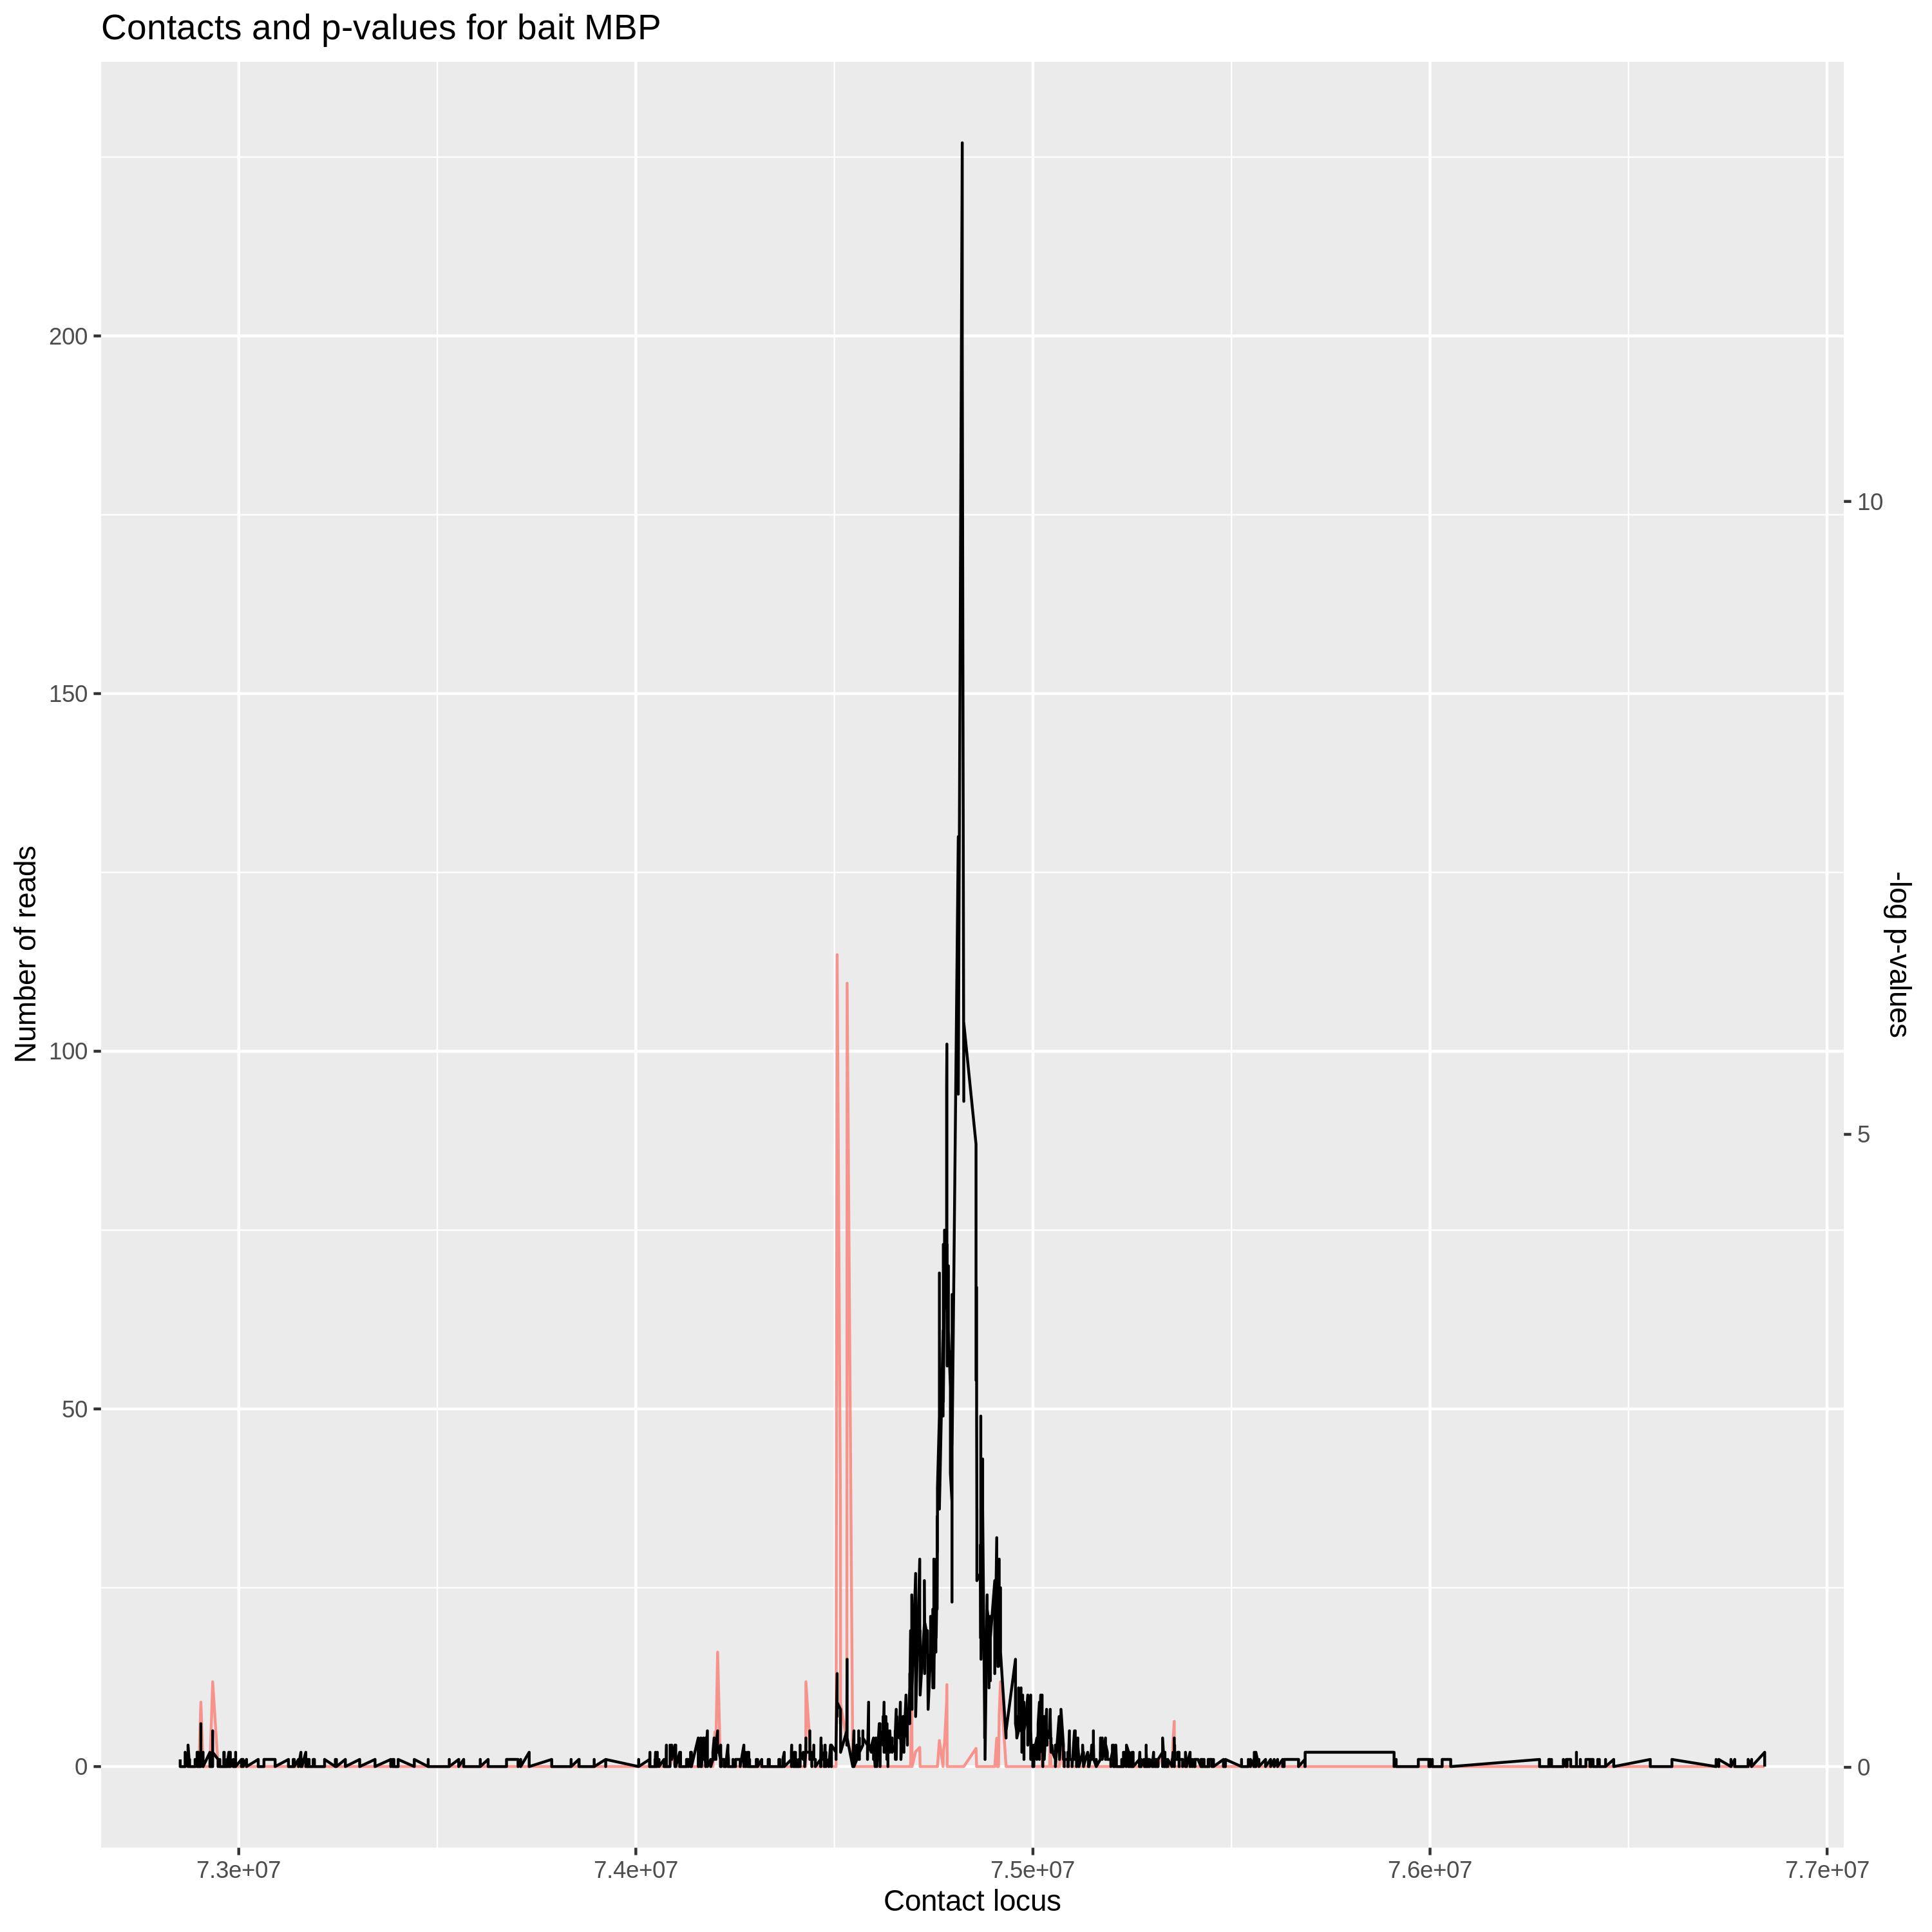 Contacts and p-values for bait MBP
Number of reads
200
150
100
50
0
10
5
0
-log p-values
7.3e+07 7.4e+07 7.5e+07 7.6e+07 7.7e+07
Contact locus